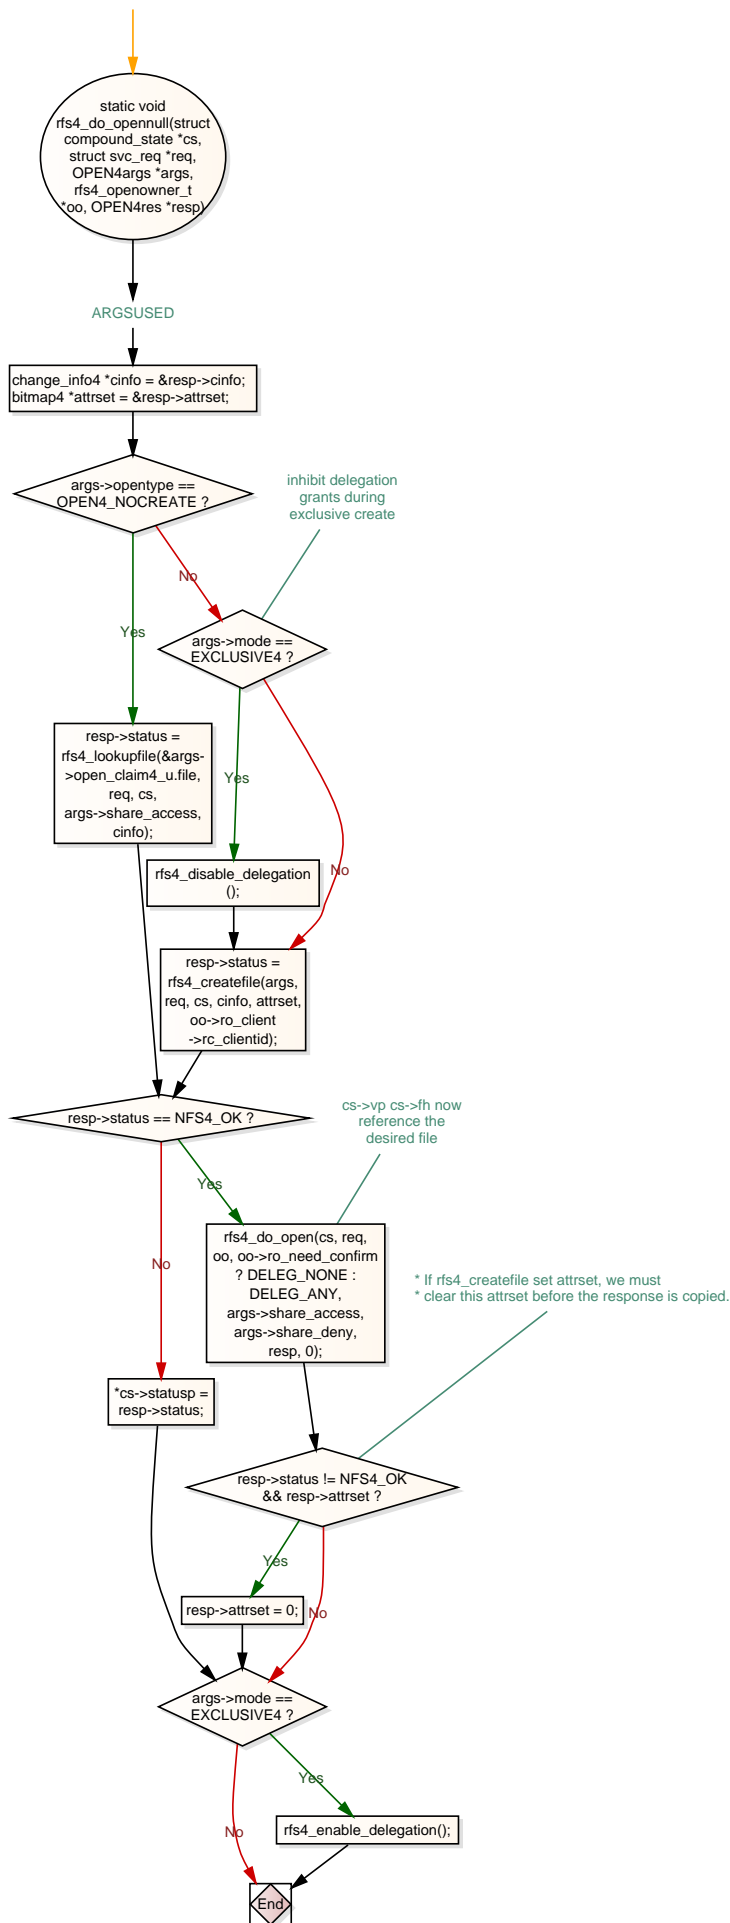 static void
rfs4_do_opennull(struct
compound_state *cs,
struct svc_req *req,
OPEN4args *args,
rfs4_openowner_t
*oo, OPEN4res *resp)
ARGSUSED
change_info4 *cinfo = &resp->cinfo;
bitmap4 *attrset = &resp->attrset;
args->opentype ==
OPEN4_NOCREATE ?
inhibit delegation
grants during
exclusive create
No
Yes
args->mode ==
EXCLUSIVE4 ?
resp->status =
rfs4_lookupfile(&args-
>open_claim4_u.file,
req, cs,
args->share_access,
cinfo);
Yes
No
rfs4_disable_delegation
();
resp->status =
rfs4_createfile(args,
req, cs, cinfo, attrset,
oo->ro_client
->rc_clientid);
resp->status == NFS4_OK ?
cs->vp cs->fh now
reference the
desired file
Yes
No
rfs4_do_open(cs, req,
oo, oo->ro_need_confirm
? DELEG_NONE :
DELEG_ANY,
args->share_access,
args->share_deny,
resp, 0);
* If rfs4_createfile set attrset, we must
* clear this attrset before the response is copied.
*cs->statusp =
resp->status;
resp->status != NFS4_OK
&& resp->attrset ?
Yes
No
resp->attrset = 0;
args->mode ==
EXCLUSIVE4 ?
Yes
No
rfs4_enable_delegation();
End